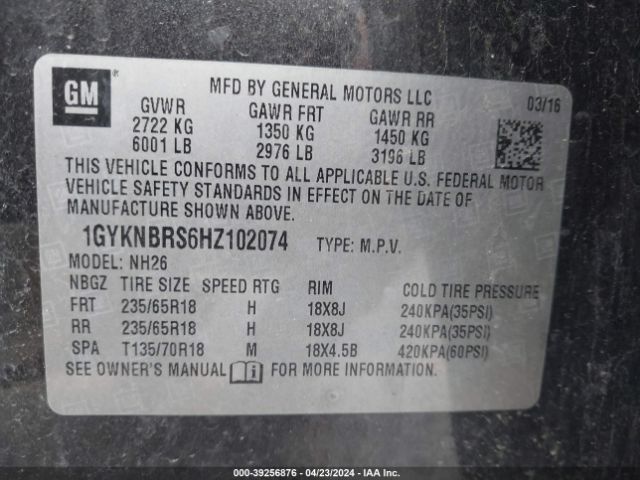 GM
MFD BY GENERAL MOTORS LLC
03/16
GVWR GAWR FRT GAWR RR
2722 KG 1350 KG 1450 KG
6001 LB 2976 LB 3196 LB
THIS VEHICLE CONFORMS TO ALL APPLICABLE U.S. FEDERAL MOTOR
VEHICLE SAFETY STANDARDS IN EFFECT ON THE DATE OF
MANUFACTURE SHOWN ABOVE.
1GYKNBRS6HZ102074 TYPE: M.P.V.
MODEL: NH26
NBGZ TIRE SIZE SPEED RTG RIM COLD TIRE PRESSURE
FRT 235/65R18 H 18X8J 240KPA(35PSI)
RR 235/65R18 H 18X8J 240KPA(35PSI)
SPA T135/70R18 M 18X4.5B 420KPA(60PSI)
SEE OWNER'S MANUAL FOR MORE INFORMATION.
000-39256876 - 04/23/2024 - IAA Inc.